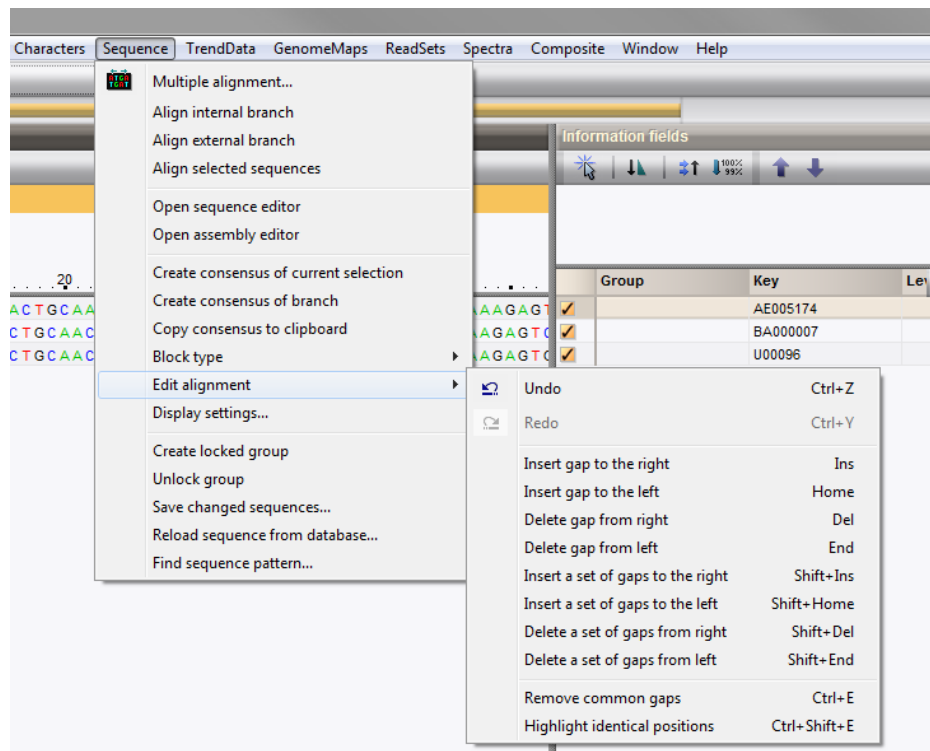 Characters Sequence TrendData GenomeMaps ReadSets Spectra Composite Window Help
Multiple alignment...
Align internal branch
Align external branch
Align selected sequences
Open sequence editor
Open assembly editor
Create consensus of current selection
Create consensus of branch
Copy consensus to clipboard
Block type
Edit alignment
Display settings...
Create locked group
Unlock group
Save changed sequences...
Reload sequence from database...
Find sequence pattern...
Undo Ctrl+Z
Redo Ctrl+Y
Insert gap to the right Ins
Insert gap to the left Home
Delete gap from right Del
Delete gap from left End
Insert a set of gaps to the right Shift+Ins
Insert a set of gaps to the left Shift+Home
Delete a set of gaps from right Shift+Del
Delete a set of gaps from left Shift+End
Remove common gaps Ctrl+E
Highlight identical positions Ctrl+Shift+E
Information fields
100%
99%
Group Key
AE005174
BA000007
U00096
20
ACTGCAA
CTGCAAC
CTGCAAC
AAGAGT
AGAGTC
AAGAGTC